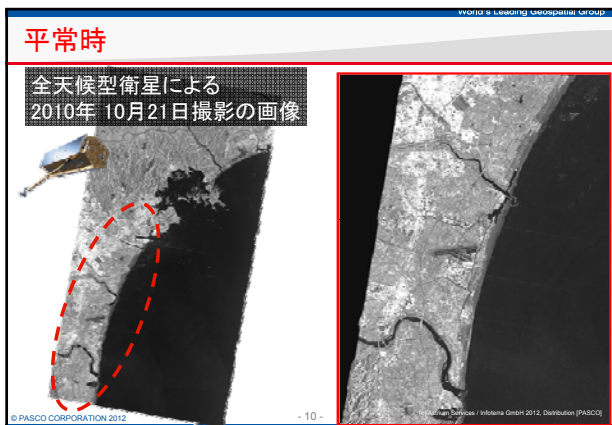 World's Leading Geospatial Group
平常時
全天候型衛星による
2010年 10月21日撮影の画像
© PASCO CORPORATION 2012
- 10 -
Services / Infoterra GmbH 2012, Distribution [PASCO]